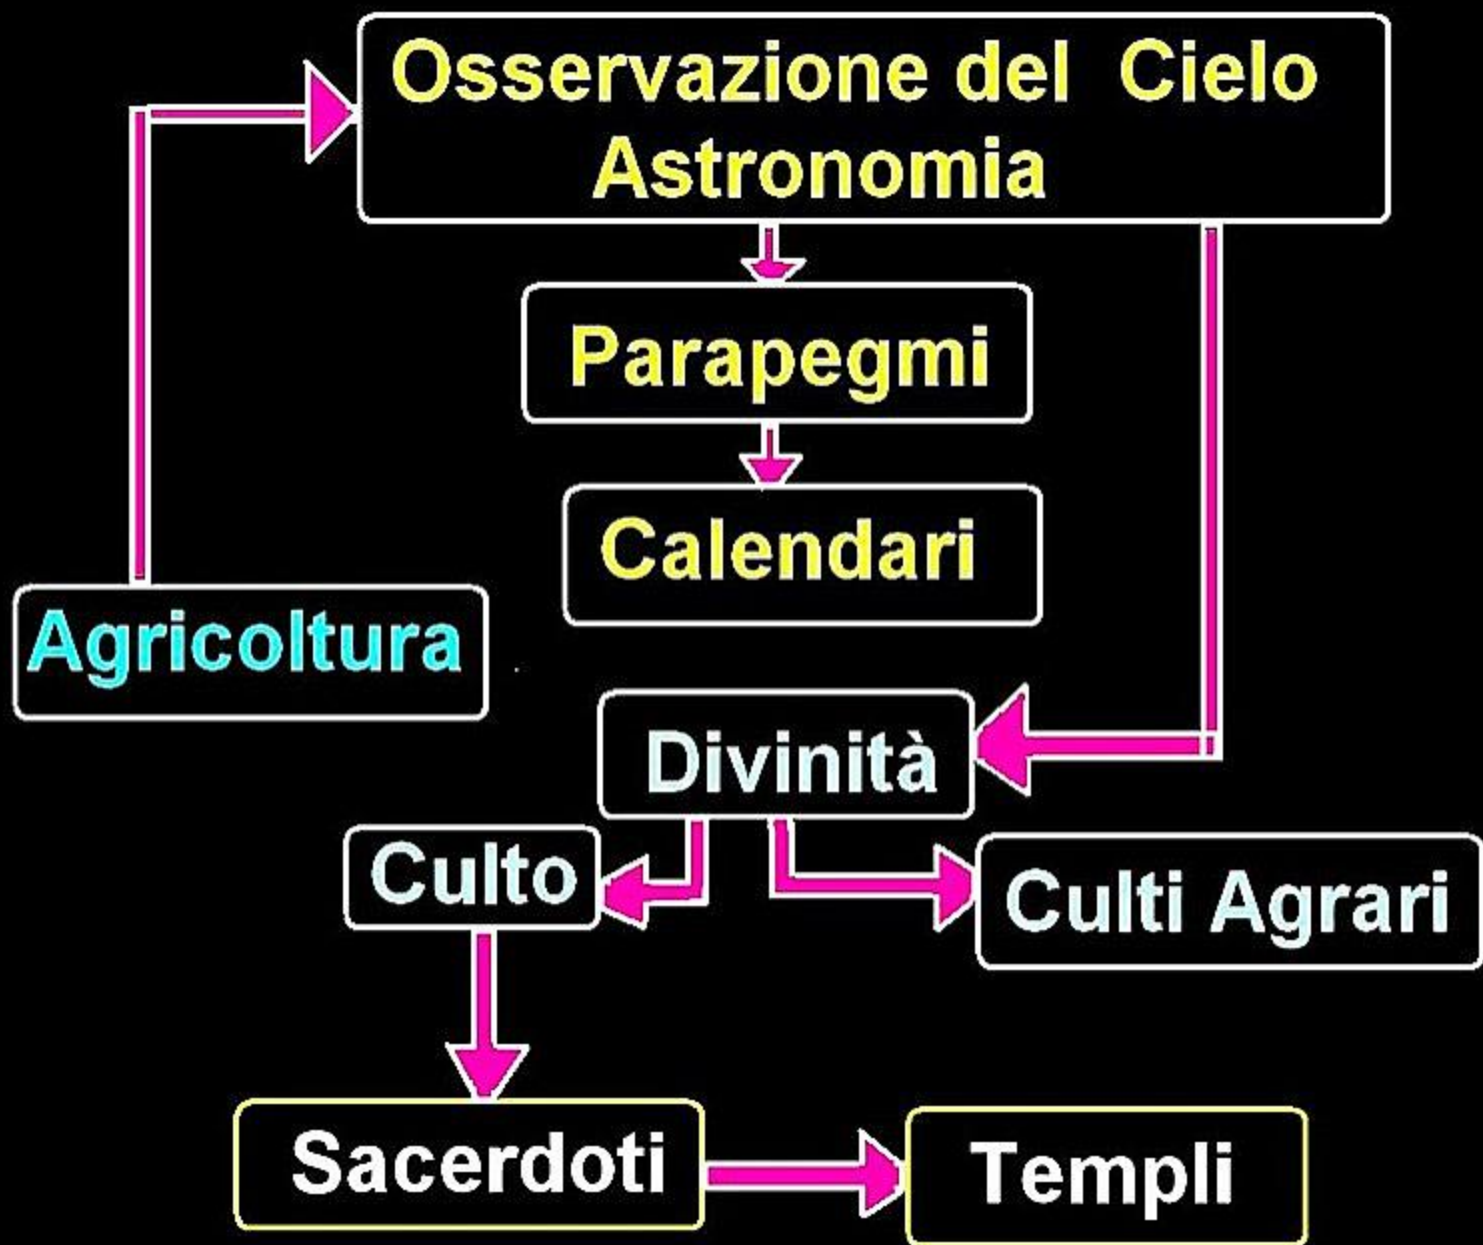 Osservazione del Cielo
Astronomia
Parapegmi
Calendari
Agricoltura
Divinità
Culto
Culti Agrari
Sacerdoti
Templi